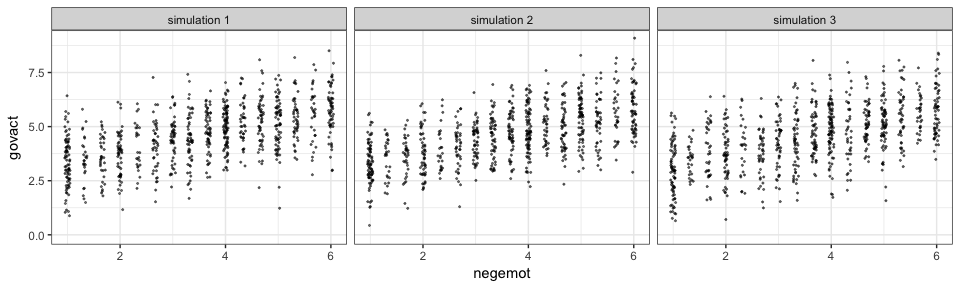 simulation 1 simulation 2 simulation 3
7.5
5.0
2.5
0.0
govact
2 4 6 2 4 6 2 4 6
negemot